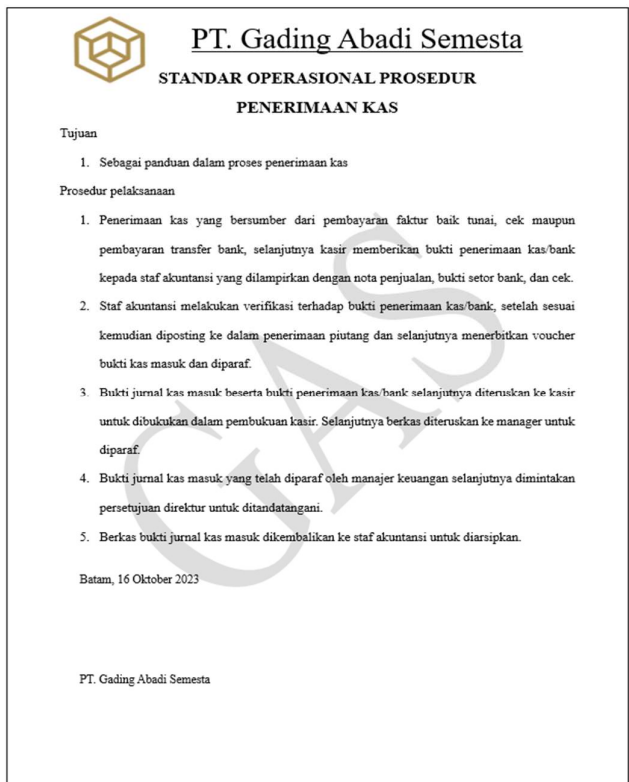 PT. Gading Abadi Semesta
STANDAR OPERASIONAL PROSEDUR
PENERIMAAN KAS
Tujuan
1. Sebagai panduan dalam proses penerimaan kas
Prosedur pelaksanaan
1. Penerimaan kas yang bersumber dari pembayaran faktur baik tunai, cek maupun
pembayaran transfer bank, selanjutnya kasir memberikan bukti penerimaan kas/bank
kepada staf akuntansi yang dilampirkan dengan nota penjualan, bukti setor bank, dan cek.
2. Staf akuntansi melakukan verifikasi terhadap bukti penerimaan kas/bank, setelah sesuai
kemudian diposting ke dalam penerimaan piutang dan selanjutnya menerbitkan voucher
bukti kas masuk dan diparaf.
3. Bukti jurnal kas masuk beserta bukti penerimaan kas/bank selanjutnya diteruskan ke kasir
untuk dibukukan dalam pembukuan kasir. Selanjutnya berkas diteruskan ke manager untuk
diparaf.
4. Bukti jurnal kas masuk yang telah diparaf oleh manajer keuangan selanjutnya dimintakan
persetujuan direktur untuk ditandatangani.
5. Berkas bukti jurnal kas masuk dikembalikan ke staf akuntansi untuk diarsipkan.
GAS
Batam, 16 Oktober 2023
PT. Gading Abadi Semesta